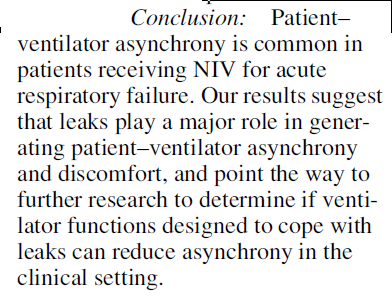 Conclusion: Patient–
ventilator asynchrony is common in
patients receiving NIV for acute
respiratory failure. Our results suggest
that leaks play a major role in gener-
ating patient–ventilator asynchrony
and discomfort, and point the way to
further research to determine if venti-
lator functions designed to cope with
leaks can reduce asynchrony in the
clinical setting.